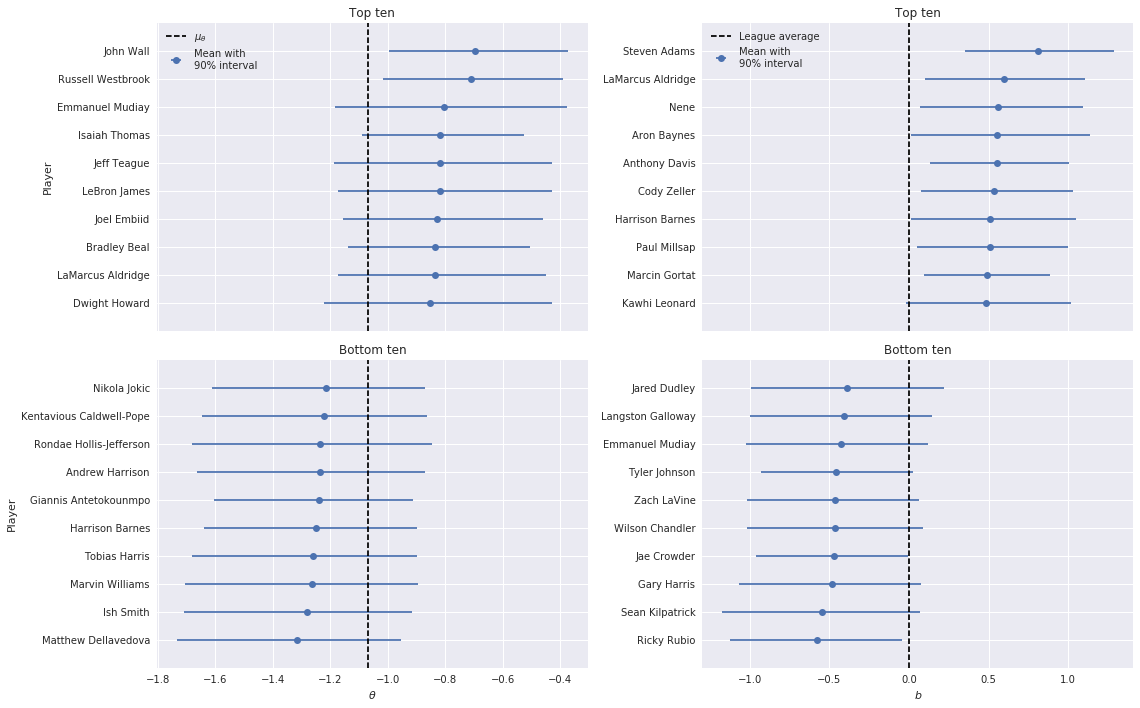 Top ten
μθ
Mean with
90% interval
Player
John Wall
Russell Westbrook
Emmanuel Mudiay
Isaiah Thomas
Jeff Teague
LeBron James
Joel Embiid
Bradley Beal
LaMarcus Aldridge
Dwight Howard
Top ten
League average
Mean with
90% interval
Steven Adams
LaMarcus Aldridge
Nene
Aron Baynes
Anthony Davis
Cody Zeller
Harrison Barnes
Paul Millsap
Marcin Gortat
Kawhi Leonard
Bottom ten
Player
Nikola Jokic
Kentavious Caldwell-Pope
Rondae Hollis-Jefferson
Andrew Harrison
Giannis Antetokounmpo
Harrison Barnes
Tobias Harris
Marvin Williams
Ish Smith
Matthew Dellavedova
−1.8 −1.6 −1.4 −1.2 −1.0 −0.8 −0.6 −0.4
θ
Bottom ten
Jared Dudley
Langston Galloway
Emmanuel Mudiay
Tyler Johnson
Zach LaVine
Wilson Chandler
Jae Crowder
Gary Harris
Sean Kilpatrick
Ricky Rubio
−1.0 −0.5 0.0 0.5 1.0
b